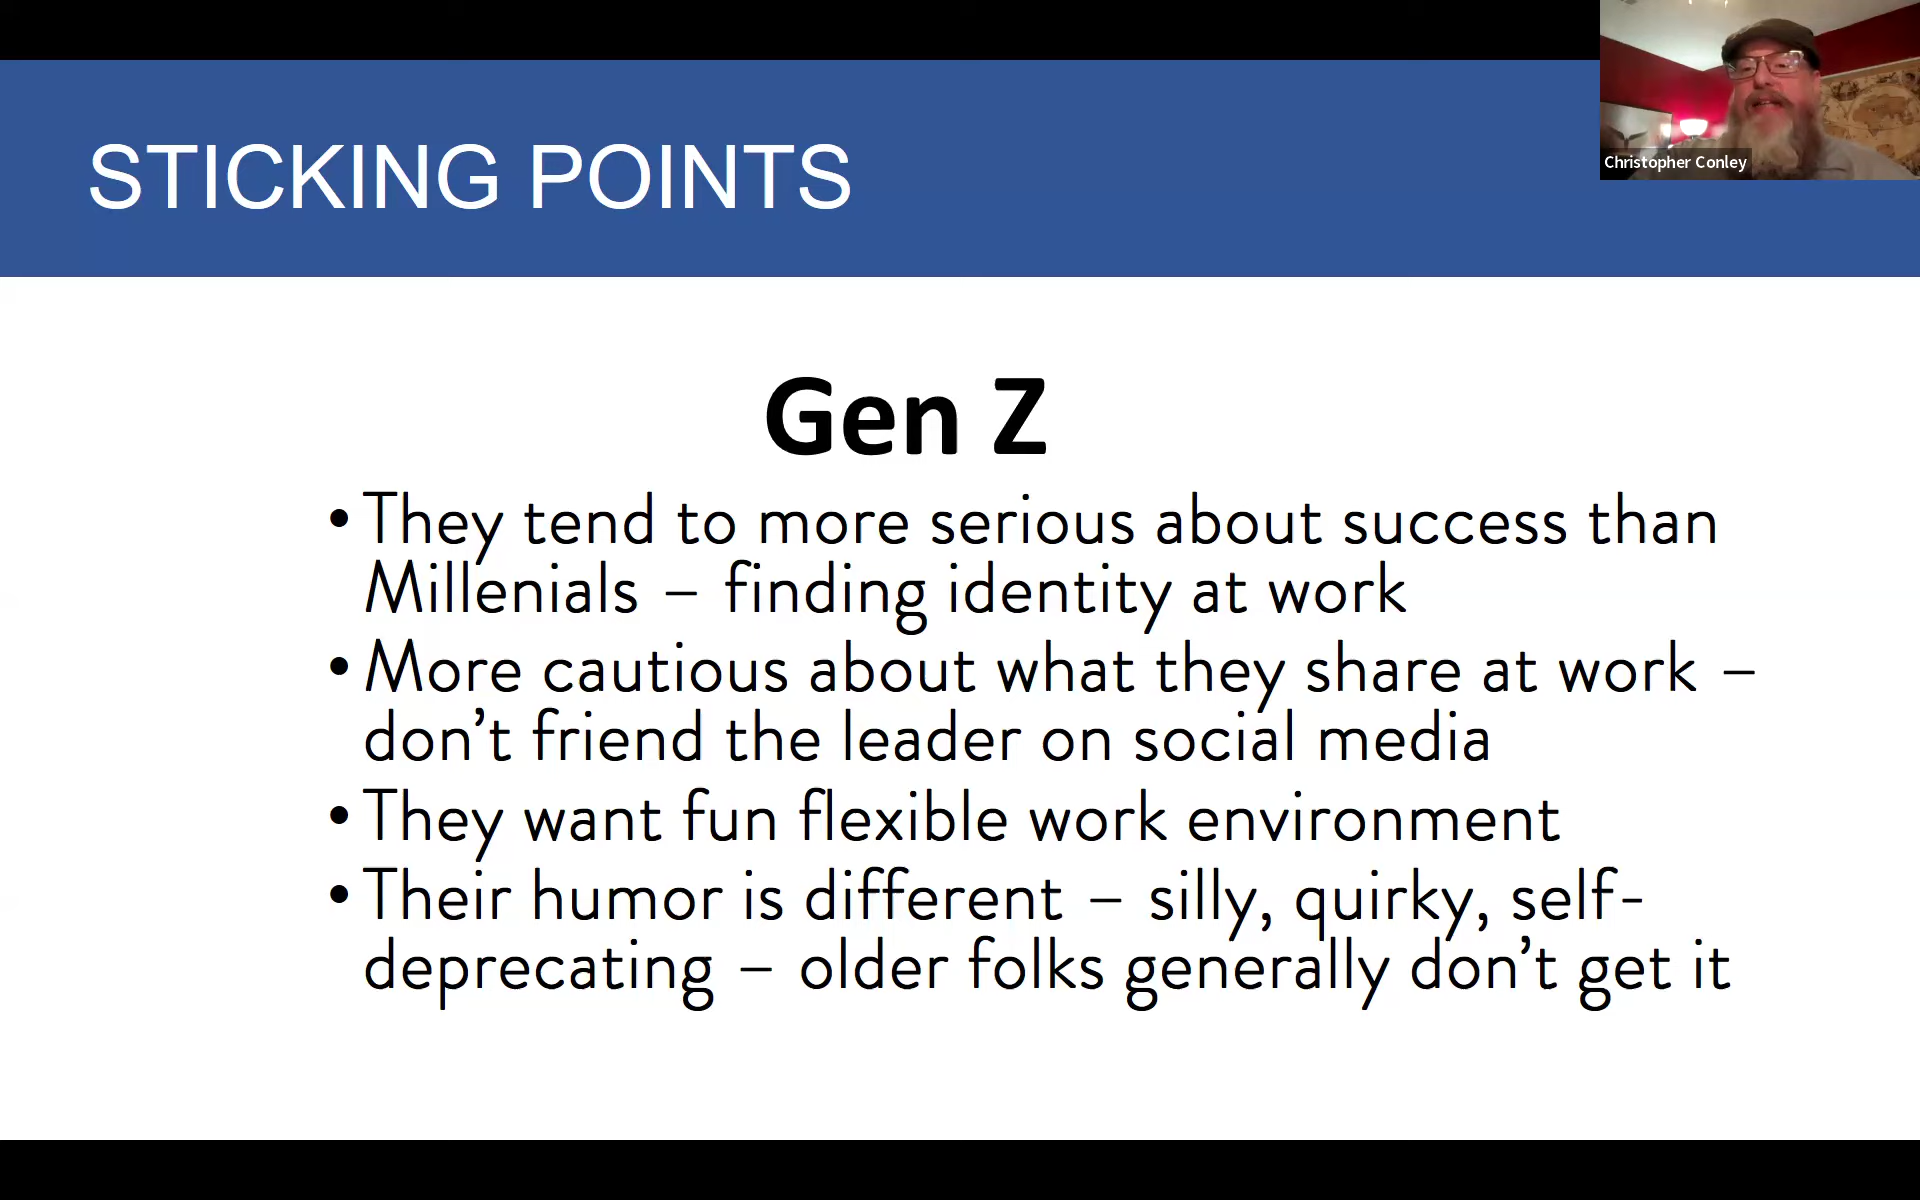 STICKING POINTS
Christopher Conley
Gen Z
• They tend to more serious about success than
Millenials – finding identity at work
• More cautious about what they share at work –
don’t friend the leader on social media
• They want fun flexible work environment
• Their humor is different – silly, quirky, self-
deprecating – older folks generally don’t get it